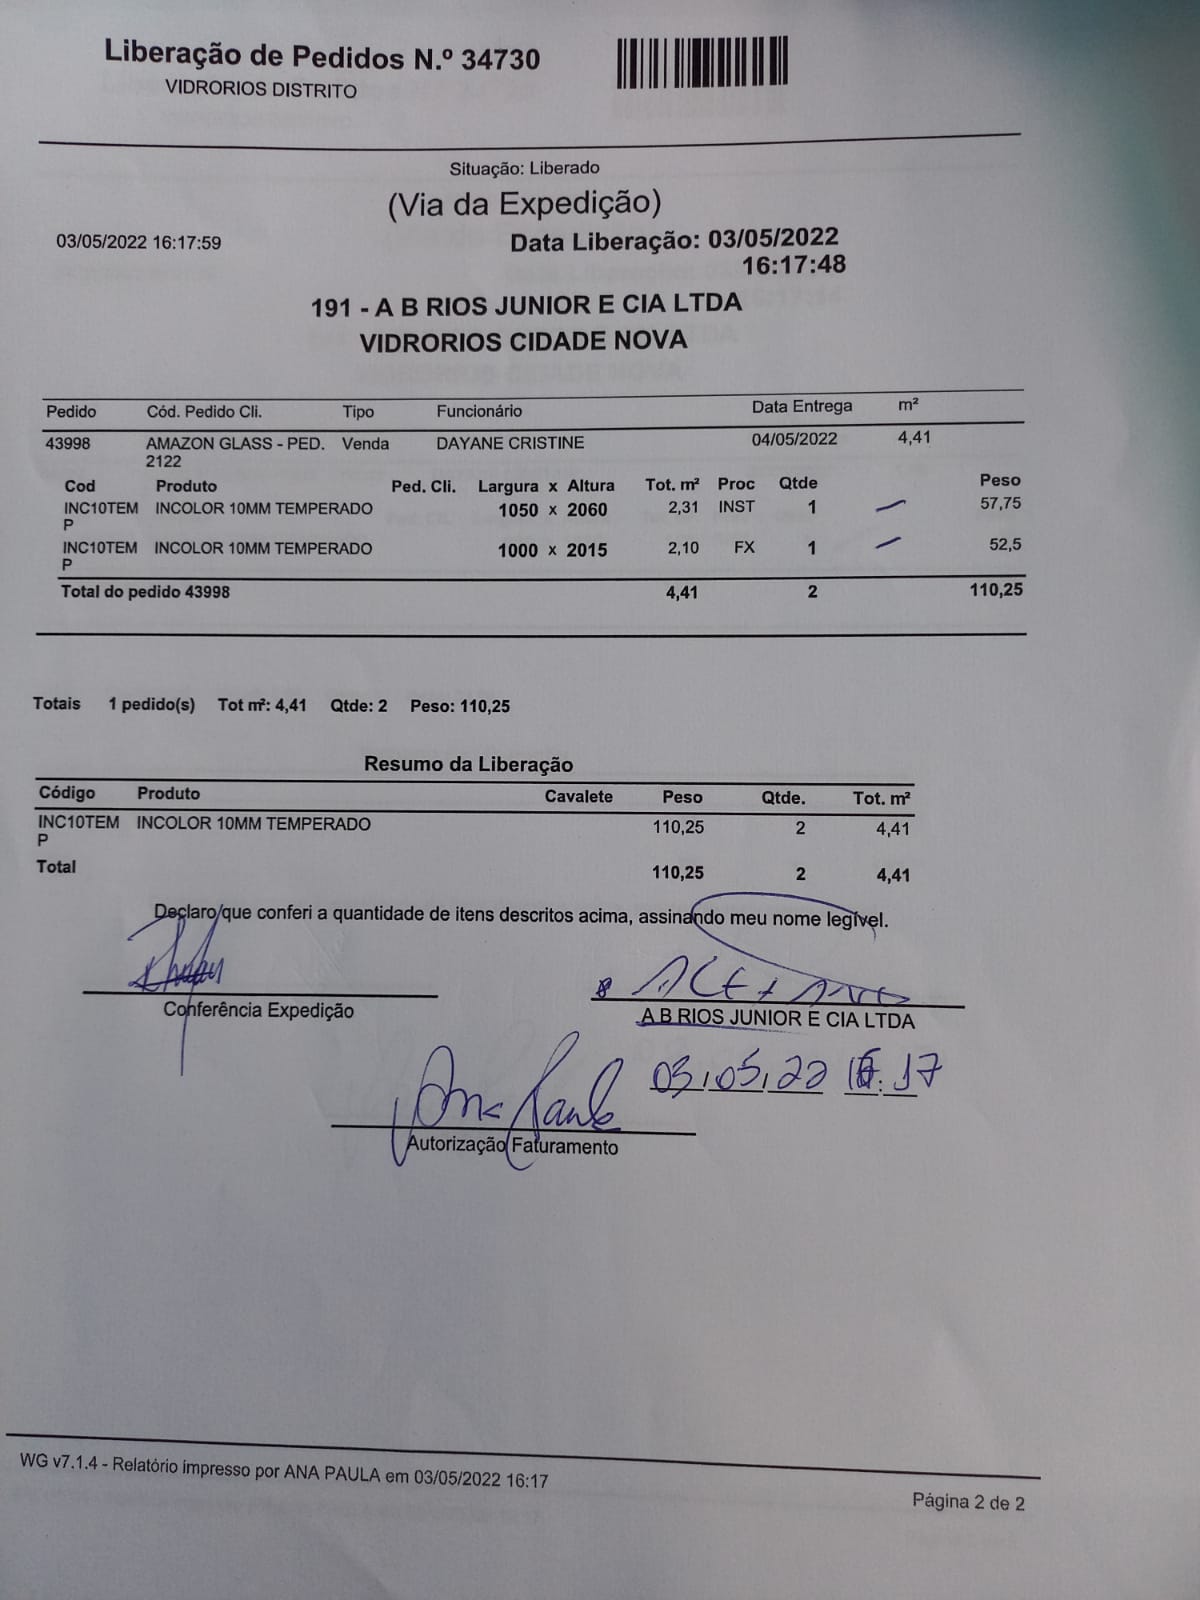 Liberação de Pedidos N.º 34730
VIDRORIOS DISTRITO
Situação: Liberado
(Via da Expedição)
03/05/2022 16:17:59 Data Liberação: 03/05/2022
16:17:48
191 - A B RIOS JUNIOR E CIA LTDA
VIDRORIOS CIDADE NOVA
Pedido Cód. Pedido Cli. Tipo Funcionário Data Entrega m²
43998 AMAZON GLASS - PED. Venda DAYANE CRISTINE 04/05/2022 4,41
2122
Cod Produto Ped. Cli. Largura x Altura Tot. m² Proc Qtde Peso
INC10TEM INCOLOR 10MM TEMPERADO 1050 x 2060 2,31 INST 1 57,75
P
INC10TEM INCOLOR 10MM TEMPERADO 1000 x 2015 2,10 FX 1 52,5
P
Total do pedido 43998 4,41 2 110,25
Totais 1 pedido(s) Tot m²: 4,41 Qtde: 2 Peso: 110,25
Resumo da Liberação
Código Produto Cavalete Peso Qtde. Tot. m²
INC10TEM INCOLOR 10MM TEMPERADO 110,25 2 4,41
P
Total 110,25 2 4,41
Declaro que conferi a quantidade de itens descritos acima, assinando meu nome legível.
Conferência Expedição
A B RIOS JUNIOR E CIA LTDA
03/05/22 16:17
Ana Paula
Autorização Faturamento
WG v7.1.4 - Relatório impresso por ANA PAULA em 03/05/2022 16:17
Página 2 de 2